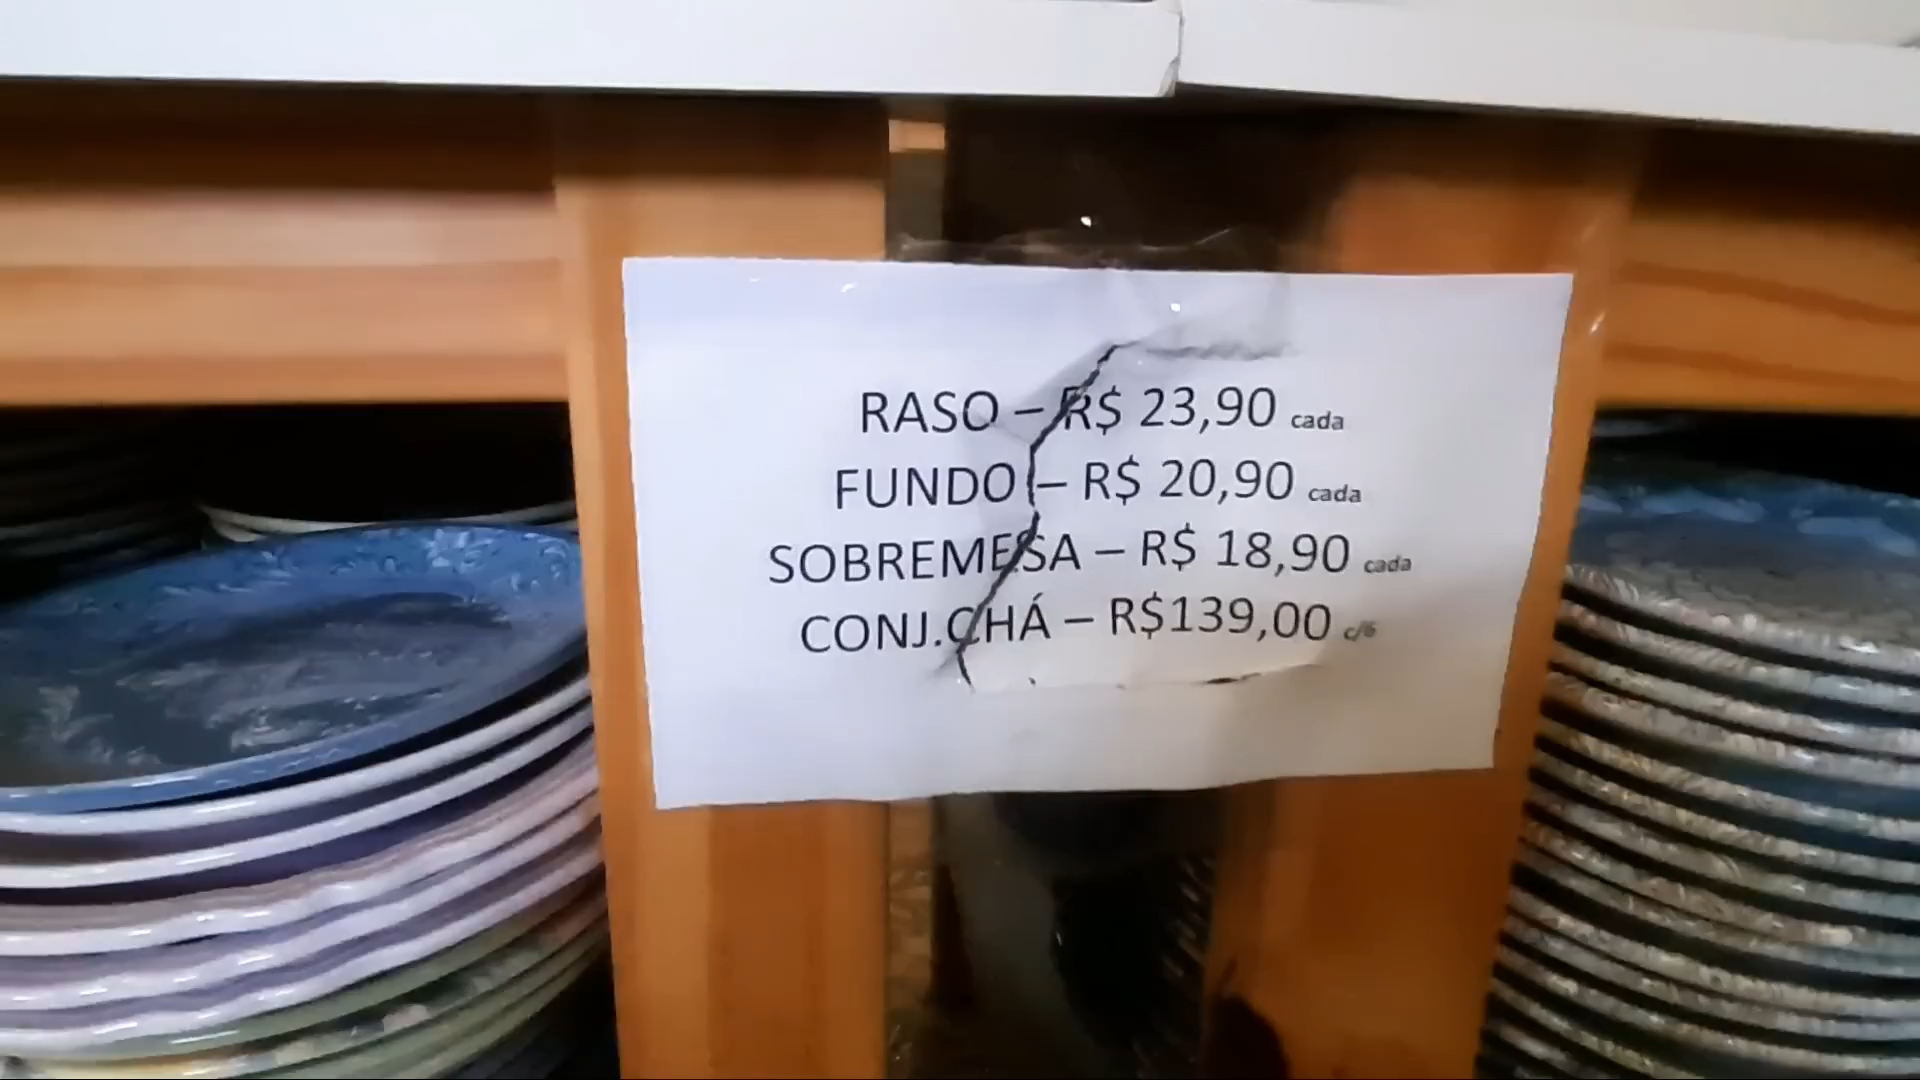 RASO – R$ 23,90 cada
FUNDO – R$ 20,90 cada
SOBREMESA – R$ 18,90 cada
CONJ.CHÁ – R$139,00 c/6